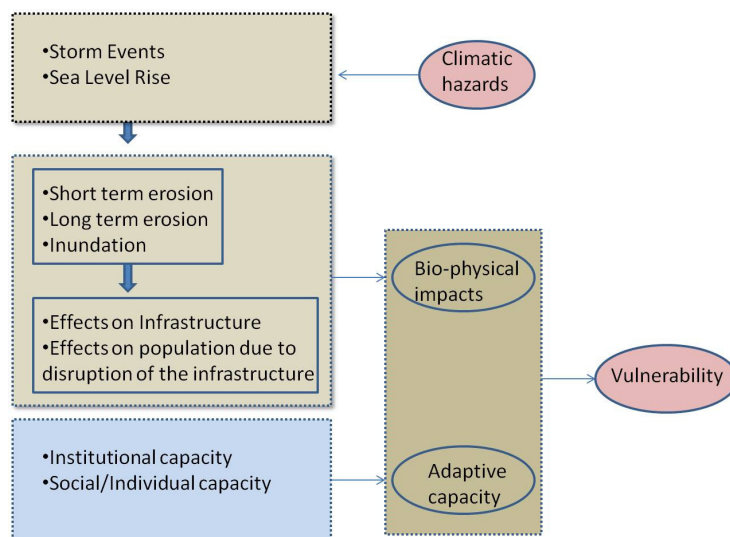 •Storm Events
•Sea Level Rise
Climatic
hazards
•Short term erosion
•Long term erosion
•Inundation
•Effects on Infrastructure
•Effects on population due to
disruption of the infrastructure
Bio-physical
impacts
Vulnerability
•Institutional capacity
•Social/Individual capacity
Adaptive
capacity